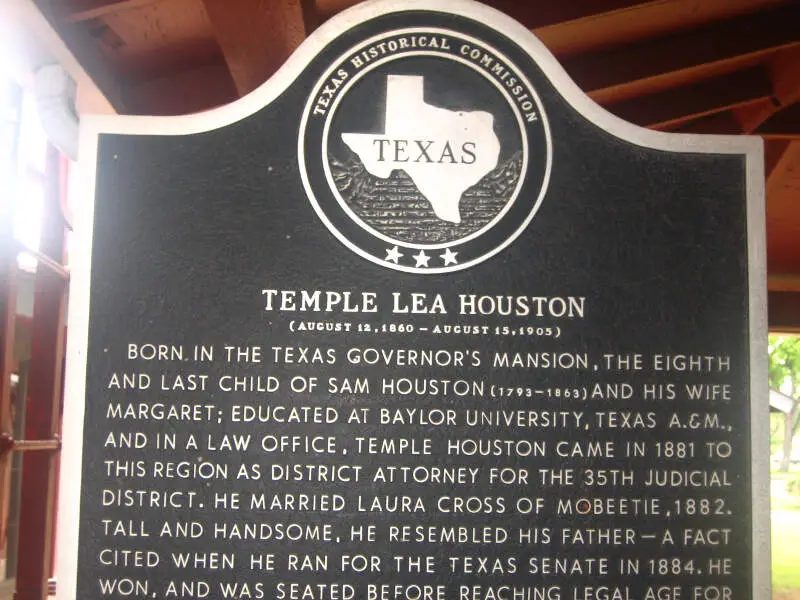 TEXAS HISTORICAL COMMISSION
TEXAS
TEMPLE LEA HOUSTON
(AUGUST 12, 1860 – AUGUST 15, 1905)
BORN IN THE TEXAS GOVERNOR'S MANSION, THE EIGHTH
AND LAST CHILD OF SAM HOUSTON (1793–1863) AND HIS WIFE
MARGARET; EDUCATED AT BAYLOR UNIVERSITY, TEXAS A.&M.,
AND IN A LAW OFFICE, TEMPLE HOUSTON CAME IN 1881 TO
THIS REGION AS DISTRICT ATTORNEY FOR THE 35TH JUDICIAL
DISTRICT. HE MARRIED LAURA CROSS OF MOBEETIE, 1882.
TALL AND HANDSOME, HE RESEMBLED HIS FATHER — A FACT
CITED WHEN HE RAN FOR THE TEXAS SENATE IN 1884. HE
WON, AND WAS SEATED BEFORE REACHING LEGAL AGE FOR